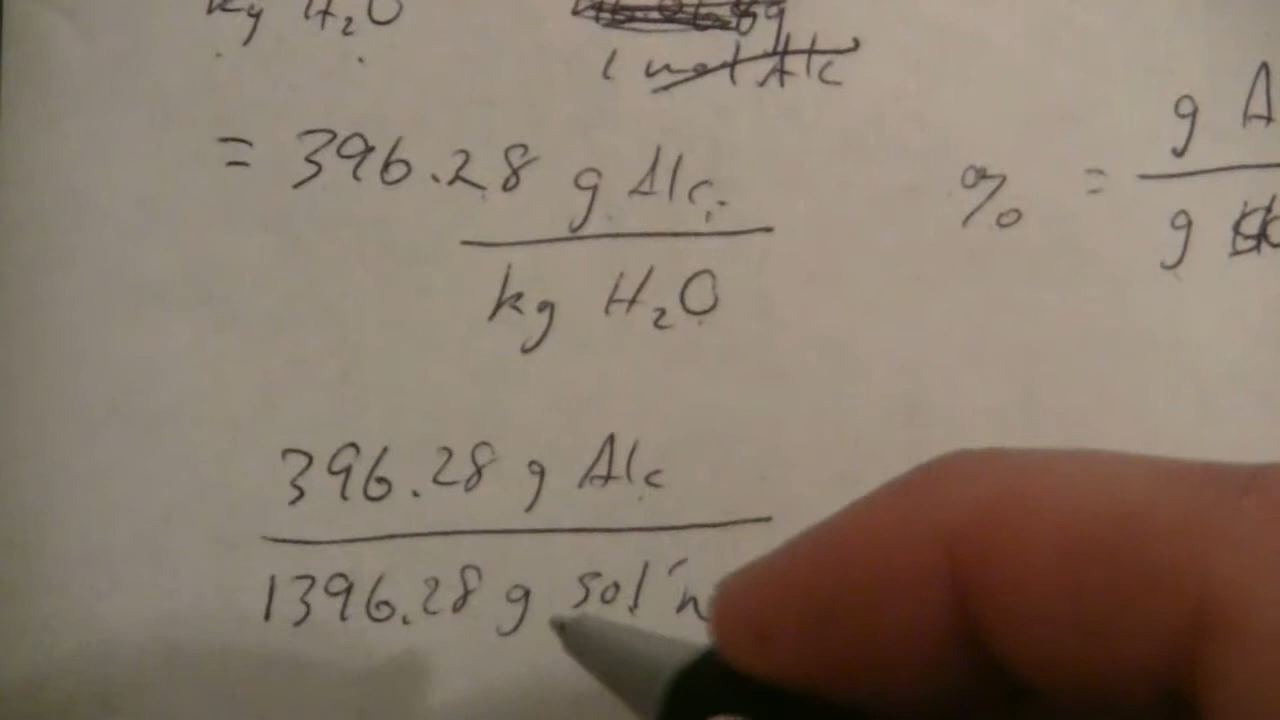 kg H₂O
1 mol Alc
= 396.28 g Alc.
kg H₂O
% = g A
g
396.28 g Alc
1396.28 g sol'n